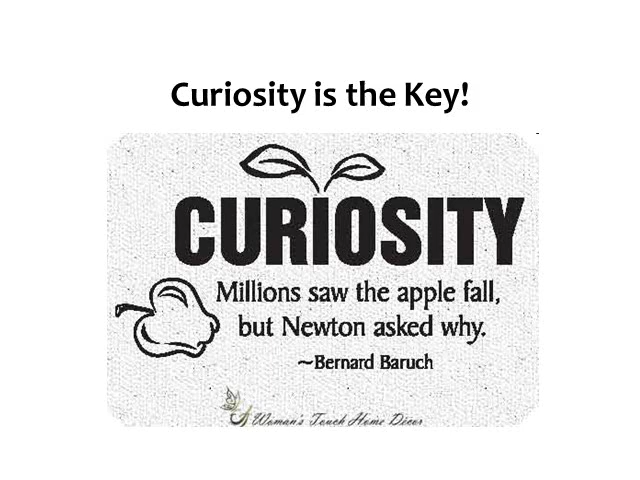 Curiosity is the Key!
CURIOSITY
Millions saw the apple fall,
but Newton asked why.
~Bernard Baruch
A Woman's Touch Home Décor